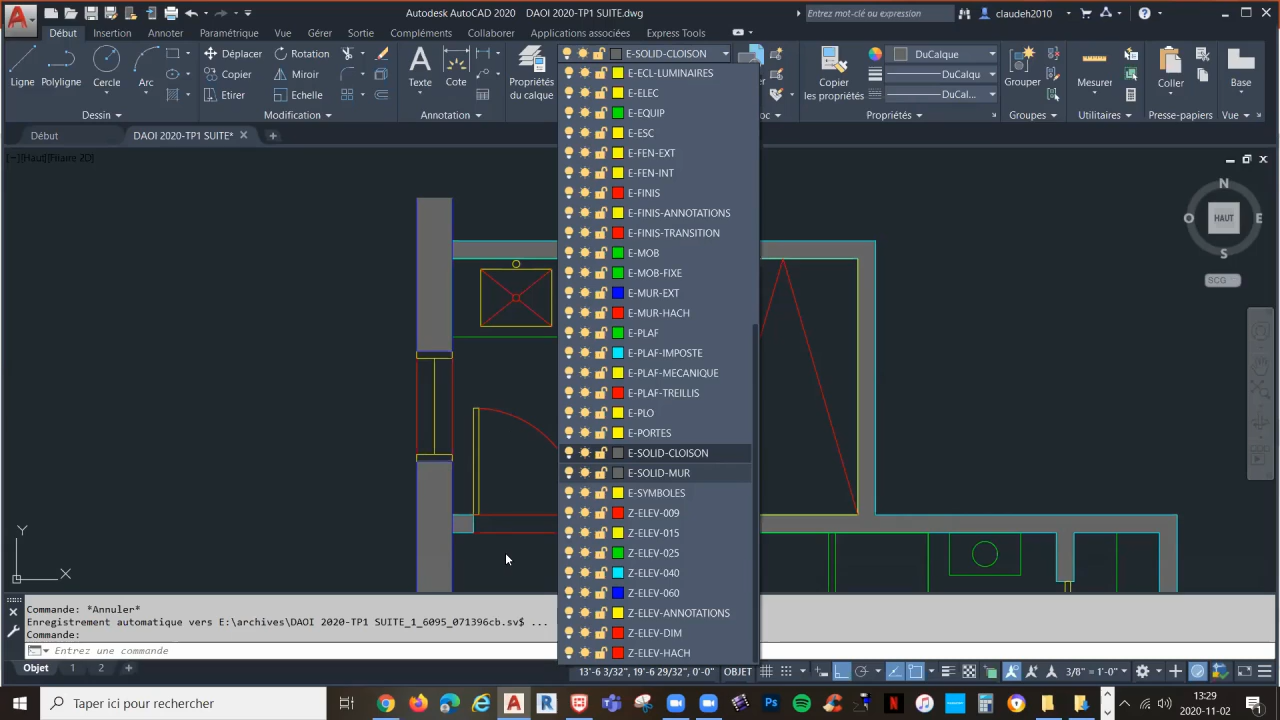 Autodesk AutoCAD 2020 DAOI 2020-TP1 SUITE.dwg
Entrez mot-clé ou expression
claudeh2010
Début Insertion Annoter Paramétrique Vue Gérer Sortie Compléments Collaborer Applications associées Express Tools
Ligne Polyligne Cercle Arc
Déplacer Rotation
Copier Miroir
Etirer Echelle
Texte Cote
Propriétés
du calque
E-SOLID-CLOISON
Copier
les propriétés
DuCalque
DuCalqu
DuCal...
Grouper
Mesurer
Coller
Base
Dessin Modification Annotation Propriétés Groupes Utilitaires Presse-papiers Vue
Début DAOI 2020-TP1 SUITE*
[−][Haut][Filaire 2D]
E-ECL-LUMINAIRES
E-ELEC
E-EQUIP
E-ESC
E-FEN-EXT
E-FEN-INT
E-FINIS
E-FINIS-ANNOTATIONS
E-FINIS-TRANSITION
E-MOB
E-MOB-FIXE
E-MUR-EXT
E-MUR-HACH
E-PLAF
E-PLAF-IMPOSTE
E-PLAF-MECANIQUE
E-PLAF-TREILLIS
E-PLO
E-PORTES
E-SOLID-CLOISON
E-SOLID-MUR
E-SYMBOLES
Z-ELEV-009
Z-ELEV-015
Z-ELEV-025
Z-ELEV-040
Z-ELEV-060
Z-ELEV-ANNOTATIONS
Z-ELEV-DIM
Z-ELEV-HACH
N
O HAUT E
S
SCG
Y
X
Commande: *Annuler*
Enregistrement automatique vers E:\archives\DAOI 2020-TP1 SUITE_1_6095_071396cb.sv$ ...
Commande:
Entrez une commande
Objet 1 2 +
13'-6 3/32", 19'-6 29/32", 0'-0" OBJET
3/8" = 1'-0"
Taper ici pour rechercher
13:29
2020-11-02